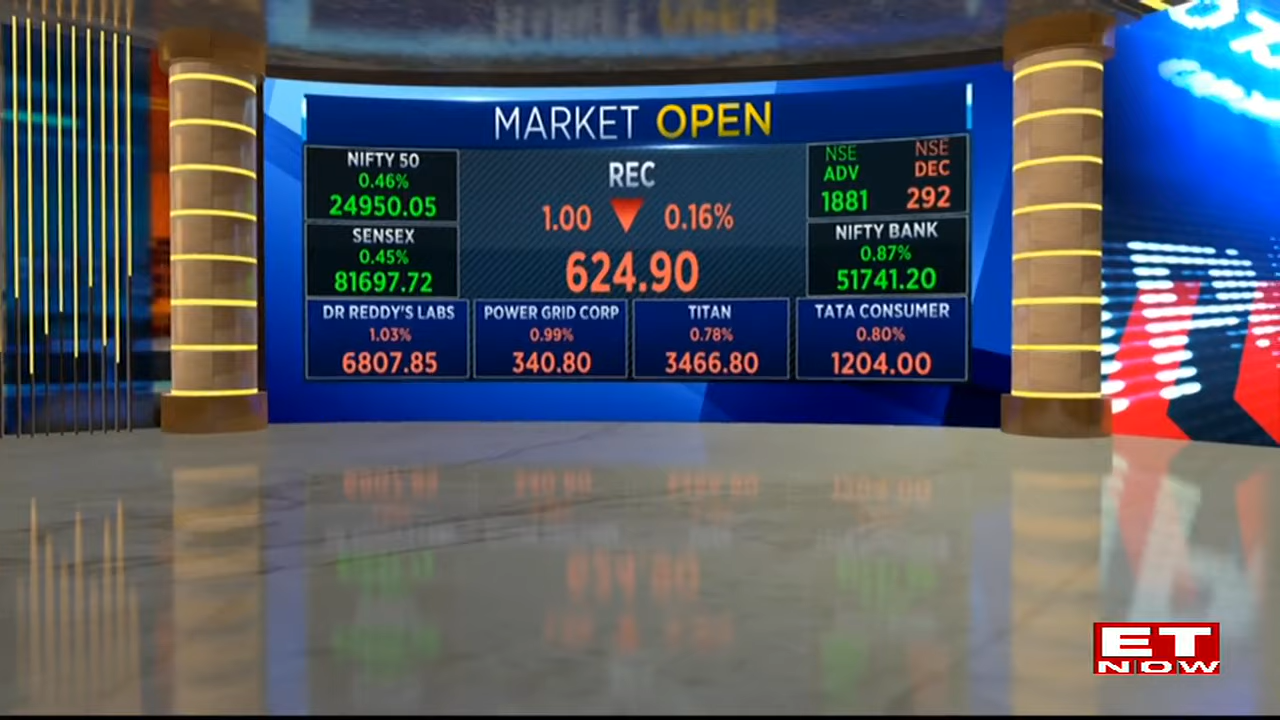 MARKET OPEN
NIFTY 50
0.46%
24950.05
SENSEX
0.45%
81697.72
REC
1.00 0.16%
624.90
NSE NSE
ADV DEC
1881 292
NIFTY BANK
0.87%
51741.20
DR REDDY'S LABS
1.03%
6807.85
POWER GRID CORP
0.99%
340.80
TITAN
0.78%
3466.80
TATA CONSUMER
0.80%
1204.00
ET
NOW